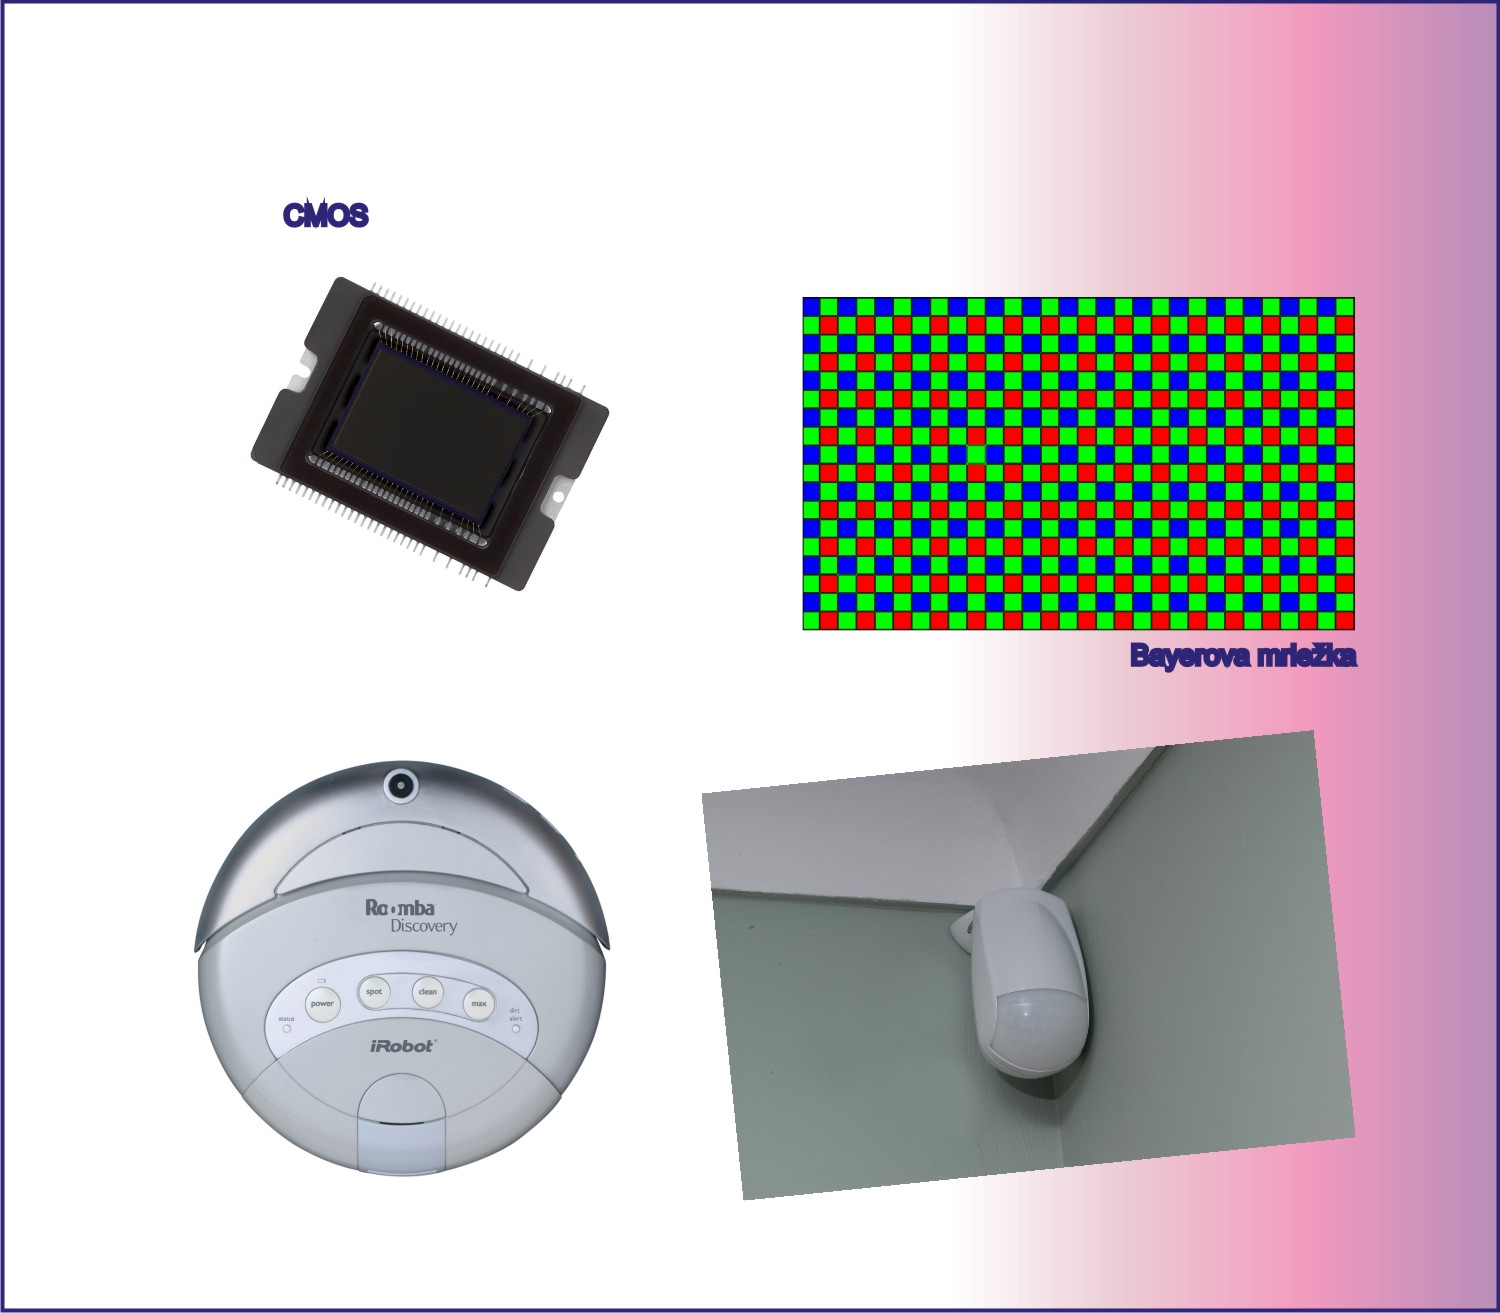 CMOS
Bayerova mriežka
Roomba
Discovery
power
spot
clean
max
status
dirt
alert
iRobot